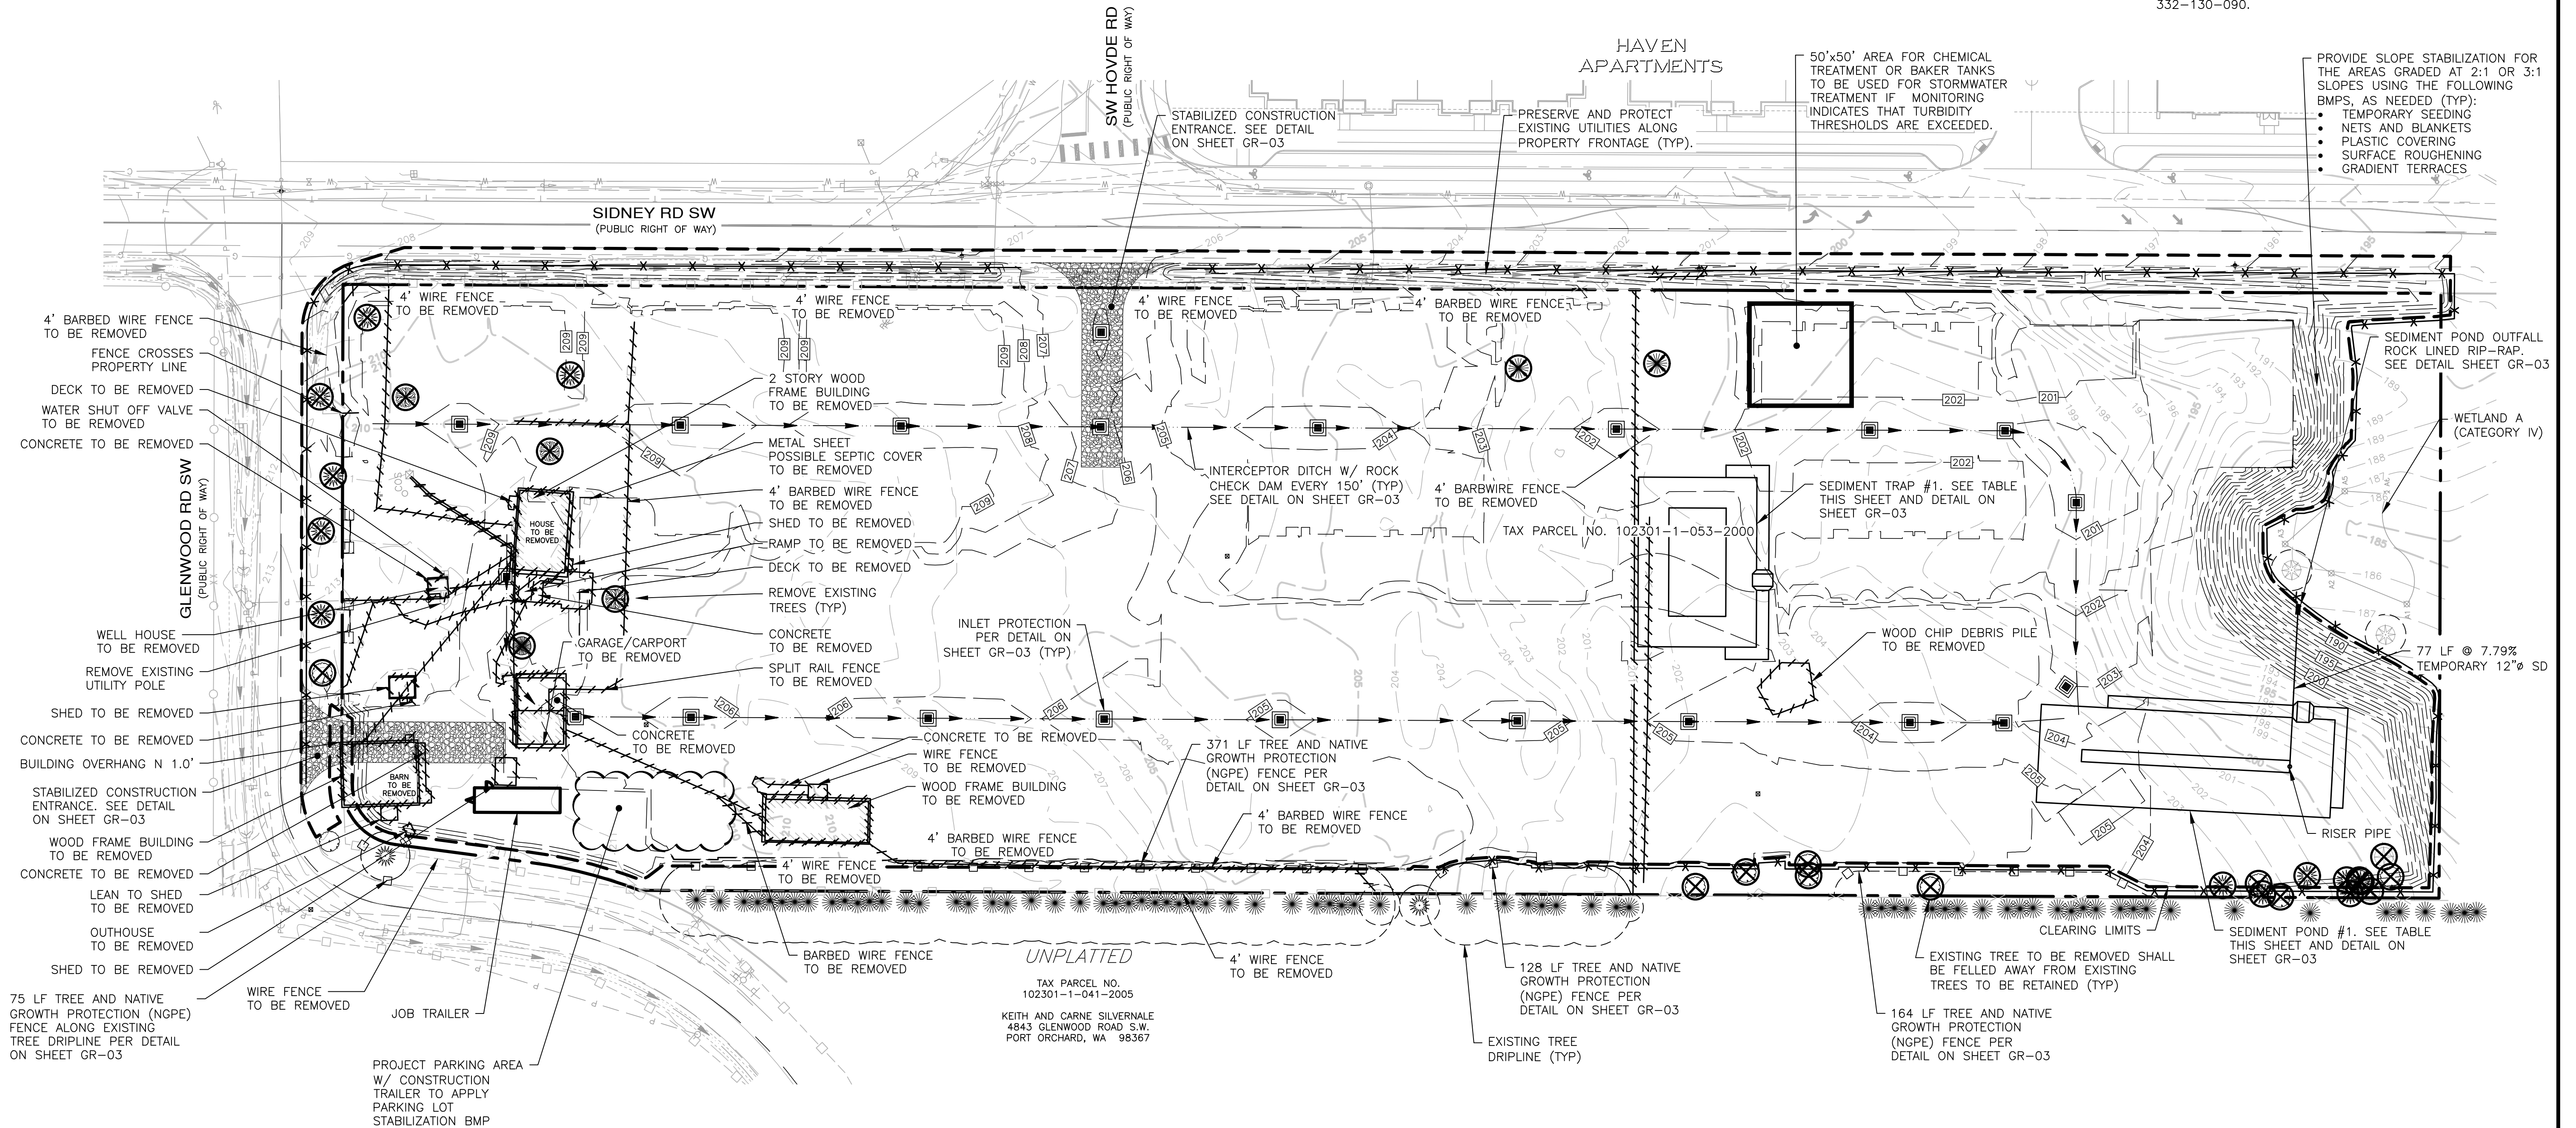 332-130-090.
SW HOVDE RD
(PUBLIC RIGHT OF WAY)
HAVEN
APARTMENTS
50'x50' AREA FOR CHEMICAL
TREATMENT OR BAKER TANKS
TO BE USED FOR STORMWATER
TREATMENT IF MONITORING
INDICATES THAT TURBIDITY
THRESHOLDS ARE EXCEEDED.
PROVIDE SLOPE STABILIZATION FOR
THE AREAS GRADED AT 2:1 OR 3:1
SLOPES USING THE FOLLOWING
BMPS, AS NEEDED (TYP):
• TEMPORARY SEEDING
• NETS AND BLANKETS
• PLASTIC COVERING
• SURFACE ROUGHENING
• GRADIENT TERRACES
STABILIZED CONSTRUCTION
ENTRANCE. SEE DETAIL
ON SHEET GR-03
PRESERVE AND PROTECT
EXISTING UTILITIES ALONG
PROPERTY FRONTAGE (TYP).
SIDNEY RD SW
(PUBLIC RIGHT OF WAY)
4' WIRE FENCE
TO BE REMOVED
4' WIRE FENCE
TO BE REMOVED
4' WIRE FENCE
TO BE REMOVED
4' BARBED WIRE FENCE
TO BE REMOVED
4' BARBED WIRE FENCE
TO BE REMOVED
FENCE CROSSES
PROPERTY LINE
DECK TO BE REMOVED
WATER SHUT OFF VALVE
TO BE REMOVED
CONCRETE TO BE REMOVED
GLENWOOD RD SW
(PUBLIC RIGHT OF WAY)
WELL HOUSE
TO BE REMOVED
REMOVE EXISTING
UTILITY POLE
SHED TO BE REMOVED
CONCRETE TO BE REMOVED
BUILDING OVERHANG N 1.0'
STABILIZED CONSTRUCTION
ENTRANCE. SEE DETAIL
ON SHEET GR-03
WOOD FRAME BUILDING
TO BE REMOVED
CONCRETE TO BE REMOVED
LEAN TO SHED
TO BE REMOVED
OUTHOUSE
TO BE REMOVED
SHED TO BE REMOVED
75 LF TREE AND NATIVE
GROWTH PROTECTION (NGPE)
FENCE ALONG EXISTING
TREE DRIPLINE PER DETAIL
ON SHEET GR-03
WIRE FENCE
TO BE REMOVED
JOB TRAILER
PROJECT PARKING AREA
W/ CONSTRUCTION
TRAILER TO APPLY
PARKING LOT
STABILIZATION BMP
2 STORY WOOD
FRAME BUILDING
TO BE REMOVED
METAL SHEET
POSSIBLE SEPTIC COVER
TO BE REMOVED
4' BARBED WIRE FENCE
TO BE REMOVED
SHED TO BE REMOVED
RAMP TO BE REMOVED
DECK TO BE REMOVED
REMOVE EXISTING
TREES (TYP)
CONCRETE
TO BE REMOVED
SPLIT RAIL FENCE
TO BE REMOVED
HOUSE
TO BE
REMOVED
GARAGE/CARPORT
TO BE REMOVED
BARN
TO BE
REMOVED
CONCRETE
TO BE REMOVED
INLET PROTECTION
PER DETAIL ON
SHEET GR-03 (TYP)
CONCRETE TO BE REMOVED
WIRE FENCE
TO BE REMOVED
WOOD FRAME BUILDING
TO BE REMOVED
4' BARBED WIRE FENCE
TO BE REMOVED
4' WIRE FENCE
TO BE REMOVED
BARBED WIRE FENCE
TO BE REMOVED
INTERCEPTOR DITCH W/ ROCK
CHECK DAM EVERY 150' (TYP)
SEE DETAIL ON SHEET GR-03
4' BARBWIRE FENCE
TO BE REMOVED
TAX PARCEL NO. 102301-1-053-2000
SEDIMENT TRAP #1. SEE TABLE
THIS SHEET AND DETAIL ON
SHEET GR-03
WOOD CHIP DEBRIS PILE
TO BE REMOVED
371 LF TREE AND NATIVE
GROWTH PROTECTION
(NGPE) FENCE PER
DETAIL ON SHEET GR-03
4' BARBED WIRE FENCE
TO BE REMOVED
UNPLATTED
TAX PARCEL NO.
102301-1-041-2005
KEITH AND CARNE SILVERNALE
4843 GLENWOOD ROAD S.W.
PORT ORCHARD, WA 98367
4' WIRE FENCE
TO BE REMOVED
128 LF TREE AND NATIVE
GROWTH PROTECTION
(NGPE) FENCE PER
DETAIL ON SHEET GR-03
EXISTING TREE
DRIPLINE (TYP)
EXISTING TREE TO BE REMOVED SHALL
BE FELLED AWAY FROM EXISTING
TREES TO BE RETAINED (TYP)
164 LF TREE AND NATIVE
GROWTH PROTECTION
(NGPE) FENCE PER
DETAIL ON SHEET GR-03
CLEARING LIMITS
SEDIMENT POND #1. SEE TABLE
THIS SHEET AND DETAIL ON
SHEET GR-03
RISER PIPE
77 LF @ 7.79%
TEMPORARY 12"ø SD
WETLAND A
(CATEGORY IV)
SEDIMENT POND OUTFALL
ROCK LINED RIP-RAP.
SEE DETAIL SHEET GR-03